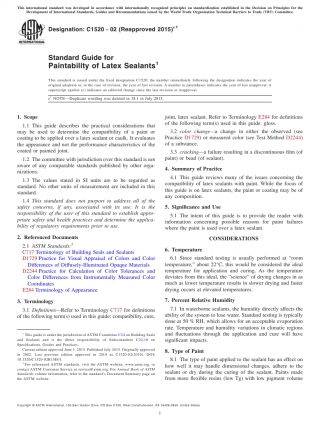 This international standard was developed in accordance with internationally recognized principles on standardization established in the Decision on Principles for the
Development of International Standards, Guides and Recommendations issued by the World Trade Organization Technical Barriers to Trade (TBT) Committee.
Designation: C1520 − 02 (Reapproved 2015)ε1
Standard Guide for
Paintability of Latex Sealants1
This standard is issued under the fixed designation C1520; the number immediately following the designation indicates the year of
original adoption or, in the case of revision, the year of last revision. A number in parentheses indicates the year of last reapproval. A
superscript epsilon (ε) indicates an editorial change since the last revision or reapproval.
ε1 NOTE—Duplicate wording was deleted in 10.1 in July 2015.
1. Scope
1.1 This guide describes the practical considerations that
may be used to determine the compatibility of a paint or
coating to be applied over a latex sealant or caulk. It evaluates
the appearance and not the performance characteristics of the
coated or painted joint.
1.2 The committee with jurisdiction over this standard is not
aware of any comparable standards published by other orga-
nizations.
1.3 The values stated in SI units are to be regarded as
standard. No other units of measurement are included in this
standard.
1.4 This standard does not purport to address all of the
safety concerns, if any, associated with its use. It is the
responsibility of the user of this standard to establish appro-
priate safety and health practices and determine the applica-
bility of regulatory requirements prior to use.
2. Referenced Documents
2.1 ASTM Standards:2
C717 Terminology of Building Seals and Sealants
D1729 Practice for Visual Appraisal of Colors and Color
Differences of Diffusely-Illuminated Opaque Materials
D2244 Practice for Calculation of Color Tolerances and
Color Differences from Instrumentally Measured Color
Coordinates
E284 Terminology of Appearance
3. Terminology
3.1 Definitions—Refer to Terminology C717 for definitions
of the following term(s) used in this guide: compatibility, cure,
1 This guide is under the jurisdiction of ASTM Committee C24 on Building Seals
and Sealants and is the direct responsibility of Subcommittee C24.10 on
Specifications, Guides and Practices.
Current edition approved June 1, 2015. Published July 2015. Originally approved
in 2002. Last previous edition approved in
2 For referenced ASTM standards, visit the ASTM website, www.astm.org, or
contact ASTM Customer Service at service@astm.org. For Annual Book of ASTM
Standards volume information, refer to the standard's Document Summary page on
the ASTM website.
joint, latex sealant. Refer to Terminology E284 for definitions
of the following term(s) used in this guide: gloss.
3.2 color change—a change in either the observed (see
Practice D1729) or measured color (see Test Method D2244)
of a substance.
3.3 cracking—a failure resulting in a discontinuous film (of
paint) or bead (of sealant).
4. Summary of Practice
4.1 This guide reviews many of the issues concerning the
compatibility of latex sealants with paint. While the focus of
this guide is on latex sealants, the paint or coating may be of
any composition.
5. Significance and Use
5.1 The intent of this guide is to provide the reader with
information concerning possible reasons for paint failures
where the paint is used over a latex sealant.
CONSIDERATIONS
6. Temperature
6.1 Since standard testing is usually performed at "room
temperature," about 22°C, this would be considered the ideal
temperature for application and curing. As the temperature
deviates from this ideal, the "science" of drying changes in as
much as lower temperature results in slower drying and faster
drying occurs at elevated temperatures.
7. Percent Relative Humidity
7.1 In waterborne sealants, the humidity directly affects the
ability of the system to lose water. Standard testing is typically
done at 50 % RH, which allows for an acceptable evaporation
rate. Temperature and humidity variations in climatic regions
and fluctuations through the application and cure will have
significant impacts.
8. Type of Paint
8.1 The type of paint applied to the sealant has an effect on
how well it may handle dimensional changes, adhere to the
sealant or dry during the curing of the sealant. Paints made
from more flexible resins (low Tg) with low pigment volume
Copyright © ASTM International, 100 Barr Harbor Drive, PO Box C700, West Conshohocken, PA 19428-2959. United States
1